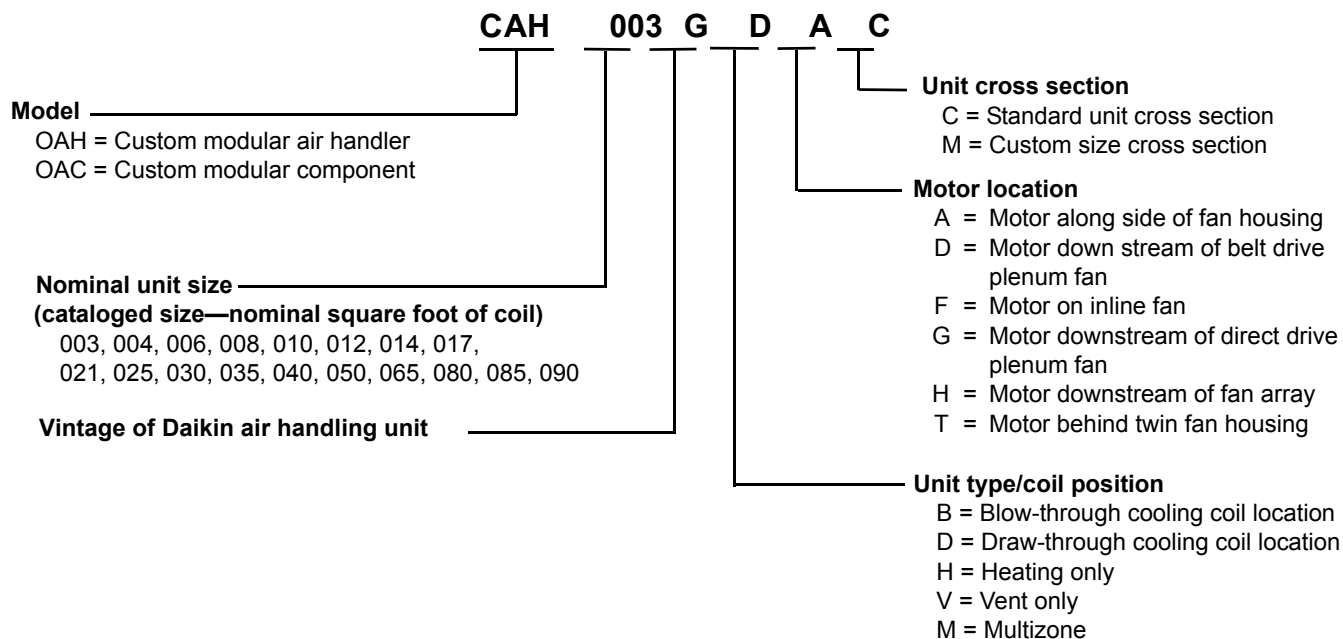 CAH 003 G D A C
Model
OAH = Custom modular air handler
OAC = Custom modular component
Nominal unit size
(cataloged size—nominal square foot of coil)
003, 004, 006, 008, 010, 012, 014, 017,
021, 025, 030, 035, 040, 050, 065, 080, 085, 090
Vintage of Daikin air handling unit
Unit cross section
C = Standard unit cross section
M = Custom size cross section
Motor location
A = Motor along side of fan housing
D = Motor down stream of belt drive
plenum fan
F = Motor on inline fan
G = Motor downstream of direct drive
plenum fan
H = Motor downstream of fan array
T = Motor behind twin fan housing
Unit type/coil position
B = Blow-through cooling coil location
D = Draw-through cooling coil location
H = Heating only
V = Vent only
M = Multizone